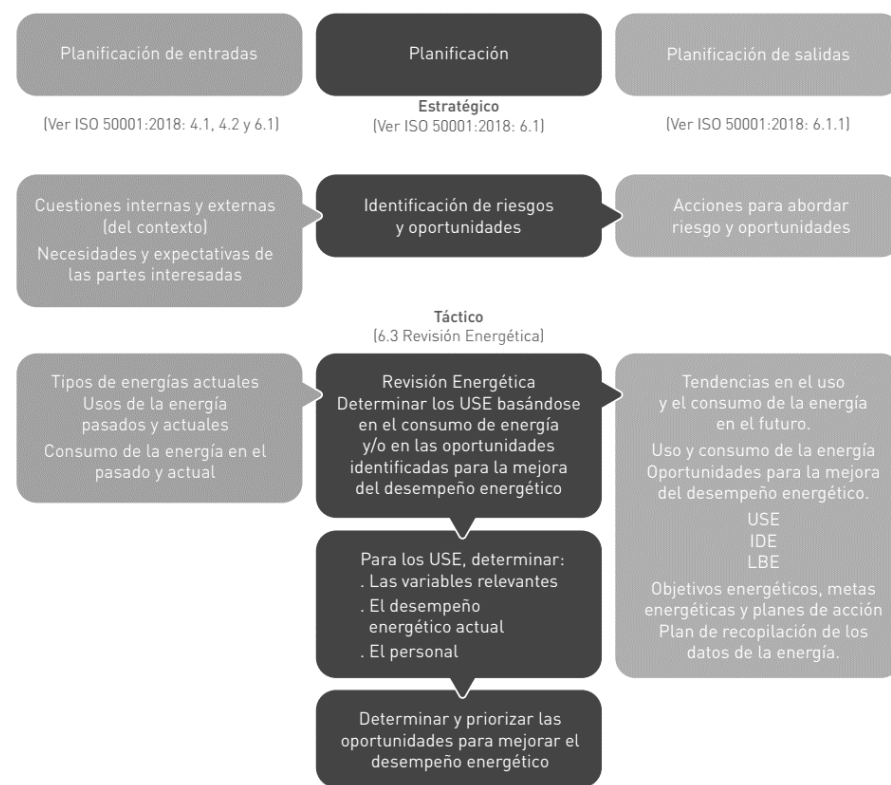 Planificación de entradas
Planificación
Planificación de salidas
(Ver ISO 50001:2018: 4.1, 4.2 y 6.1)
Estratégico
(Ver ISO 50001:2018: 6.1)
(Ver ISO 50001:2018: 6.1.1)
Cuestiones internas y externas
(del contexto)
Necesidades y expectativas de
las partes interesadas
Identificación de riesgos
y oportunidades
Acciones para abordar
riesgo y oportunidades
Táctico
(6.3 Revisión Energética)
Tipos de energías actuales
Usos de la energía
pasados y actuales
Consumo de la energía en el
pasado y actual
Revisión Energética
Determinar los USE basándose
en el consumo de energía
y/o en las oportunidades
identificadas para la mejora
del desempeño energético
Para los USE, determinar:
. Las variables relevantes
. El desempeño
energético actual
. El personal
Determinar y priorizar las
oportunidades para mejorar el
desempeño energético
Tendencias en el uso
y el consumo de la energía
en el futuro.
Uso y consumo de la energía
Oportunidades para la mejora
del desempeño energético.
USE
IDE
LBE
Objetivos energéticos, metas
energéticas y planes de acción
Plan de recopilación de los
datos de la energía.